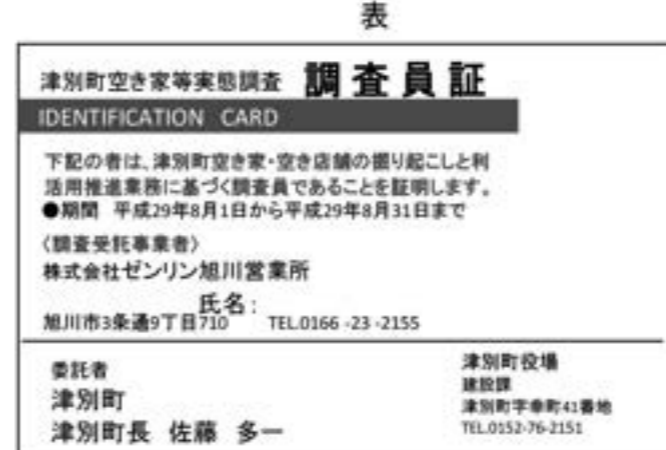 表
津別町空き家等実態調査 調査員証
IDENTIFICATION CARD
下記の者は、津別町空き家・空き店舗の掘り起こしと利
活用推進業務に基づく調査員であることを証明します。
●期間 平成29年8月1日から平成29年8月31日まで
〈調査受託事業者〉
株式会社ゼンリン旭川営業所
氏名:
旭川市3条通9丁目710 TEL.0166-23-2155
委託者
津別町
津別町長 佐藤 多一
津別町役場
建設課
津別町字幸町41番地
TEL.0152-76-2151